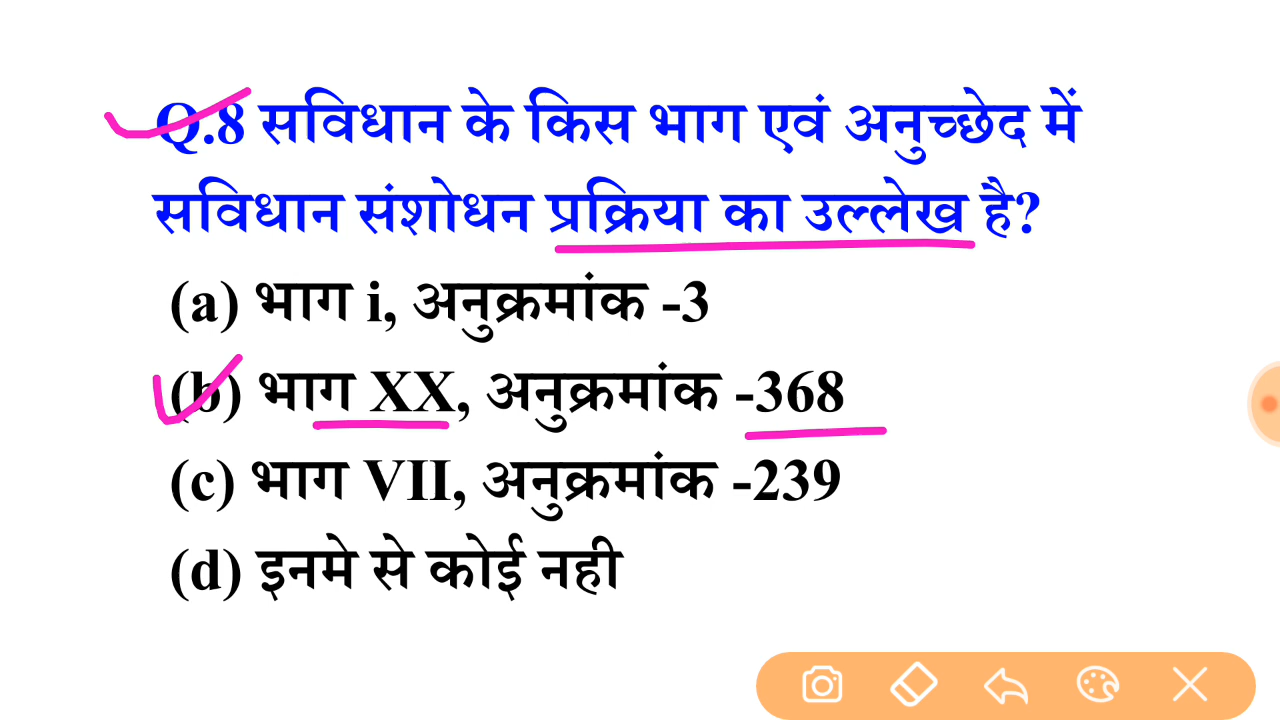 Q.8 सविधान के किस भाग एवं अनुच्छेद में
सविधान संशोधन प्रक्रिया का उल्लेख है?
(a) भाग i, अनुक्रमांक -3
(b) भाग XX, अनुक्रमांक -368
(c) भाग VII, अनुक्रमांक -239
(d) इनमे से कोई नही